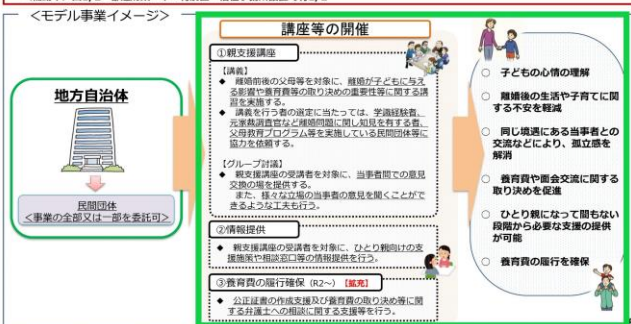 ＜モデル事業イメージ＞
地方自治体
民間団体
＜事業の全部又は一部を委託可＞
講座等の開催
①親支援講座
【講義】
◆ 離婚前後の父母等を対象に、離婚が子どもに与え
る影響や養育費等の取り決めの重要性等に関する講
習を実施する。
◆ 講義を行う者の選定に当たっては、学識経験者、
元家裁調査官など離婚問題に関し知見を有する者、
父母教育プログラム等を実施している民間団体等に
協力を依頼する。
【グループ討議】
◆ 親支援講座の受講者を対象に、当事者間での意見
交換の場を提供する。
また、様々な立場の当事者の意見を聞くことがで
きるような工夫も行う。
②情報提供
◆ 親支援講座の受講者を対象に、ひとり親向けの支
援施策や相談窓口等の情報提供を行う。
③養育費の履行確保（R2～）【拡充】
◆ 公正証書の作成支援及び養育費の取り決め等に関
する弁護士への相談に関する支援等を行う。
○ 子どもの心情の理解
○ 離婚後の生活や子育てに関
する不安を軽減
○ 同じ境遇にある当事者との
交流などにより、孤立感を
解消
○ 養育費や面会交流に関する
取り決めを促進
○ ひとり親になって間もない
段階から必要な支援の提供
が可能
○ 養育費の履行を確保